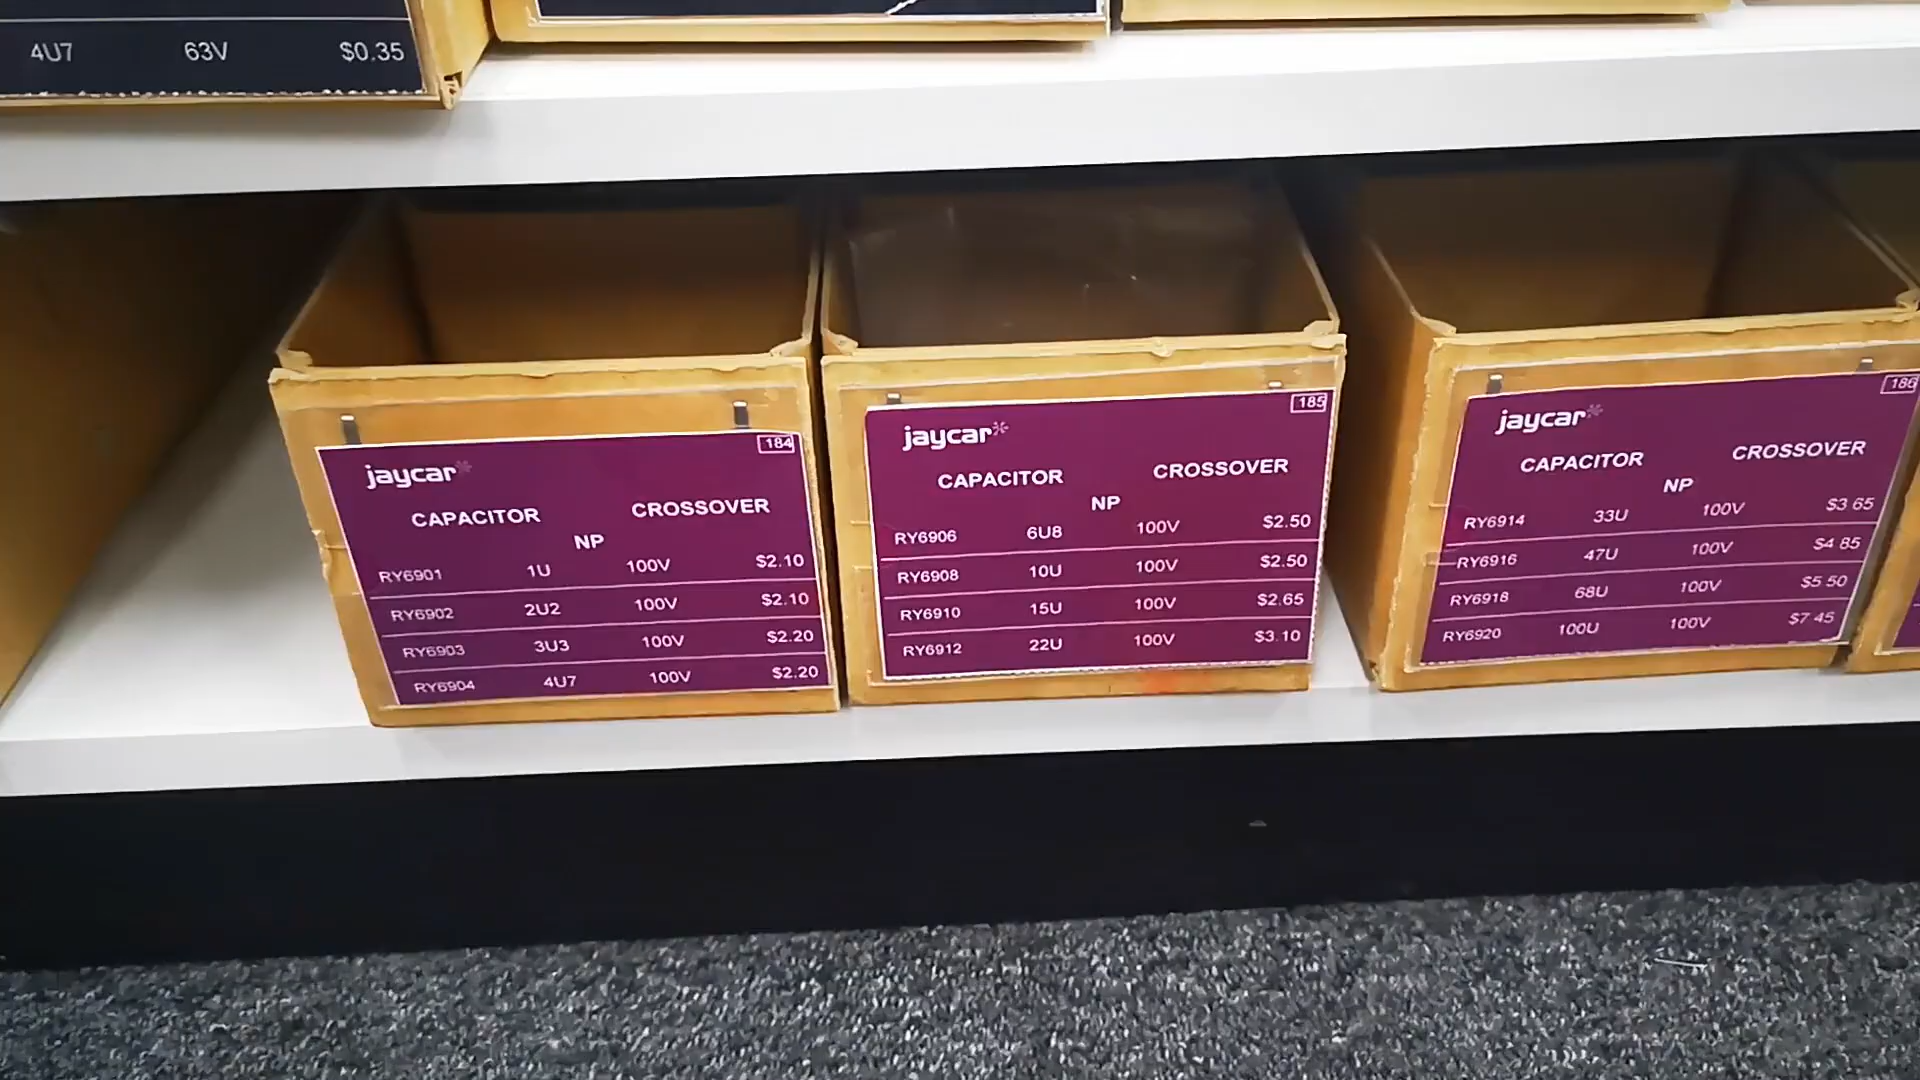 4U7 63V $0.35
184
jaycar
CAPACITOR CROSSOVER
NP
RY6901 1U 100V $2.10
RY6902 2U2 100V $2.10
RY6903 3U3 100V $2.20
RY6904 4U7 100V $2.20
185
jaycar
CAPACITOR CROSSOVER
NP
RY6906 6U8 100V $2.50
RY6908 10U 100V $2.50
RY6910 15U 100V $2.65
RY6912 22U 100V $3.10
186
jaycar
CAPACITOR CROSSOVER
NP
RY6914 33U 100V $3.65
RY6916 47U 100V $4.85
RY6918 68U 100V $5.50
RY6920 100U 100V $7.45